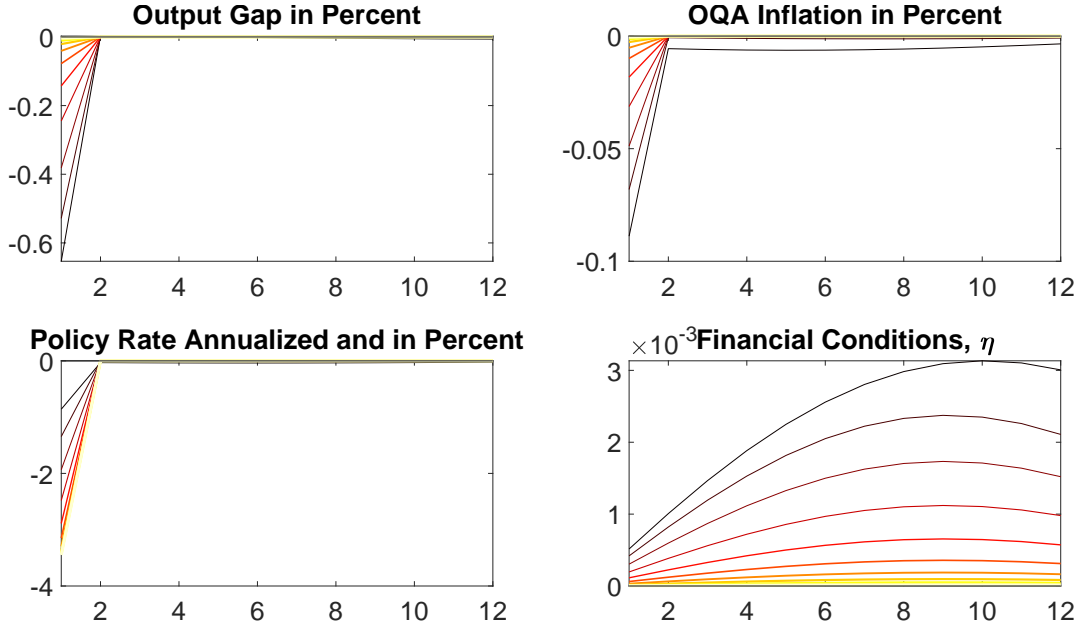 Output Gap in Percent
0
-0.2
-0.4
-0.6
2 4 6 8 10 12
OQA Inflation in Percent
0
-0.05
-0.1
2 4 6 8 10 12
Policy Rate Annualized and in Percent
0
-2
-4
2 4 6 8 10 12
×10⁻³ Financial Conditions, η
3
2
1
0
2 4 6 8 10 12